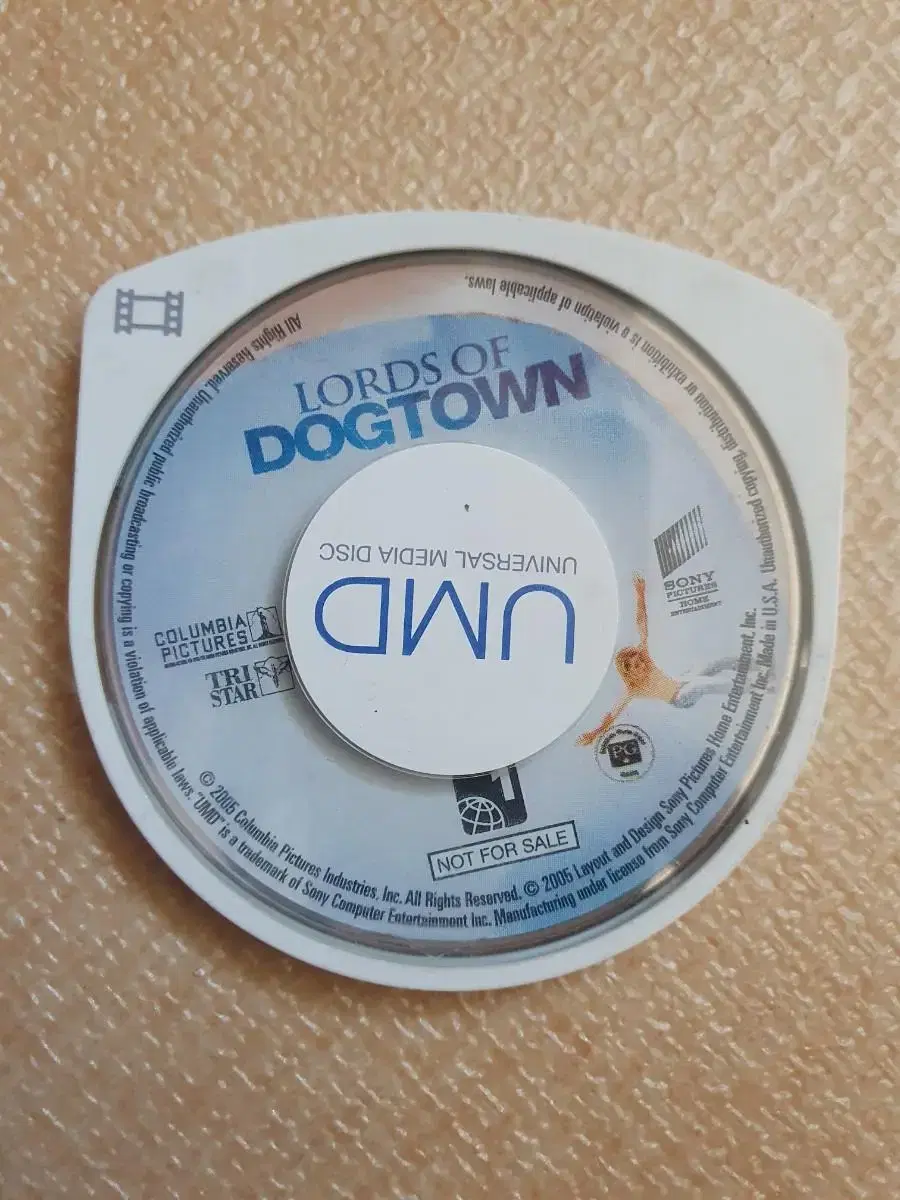 LORDS OF
DOGTOWN
UNIVERSAL MEDIA DISC
UMD
SONY
PICTURES
HOME
ENTERTAINMENT
COLUMBIA
PICTURES
TRI
STAR
PG
1
NOT FOR SALE
© 2005 Columbia Pictures Industries, Inc. All Rights Reserved. © 2005 Layout and Design Sony Pictures Home Entertainment, Inc.
All Rights Reserved. Unauthorized public broadcasting or copying is a violation of applicable laws. "UMD" is a trademark of Sony Computer Entertainment Inc. Manufacturing under license from Sony Computer Entertainment Inc. Made in U.S.A. Unauthorized copying, distribution or exhibition is a violation of applicable laws.